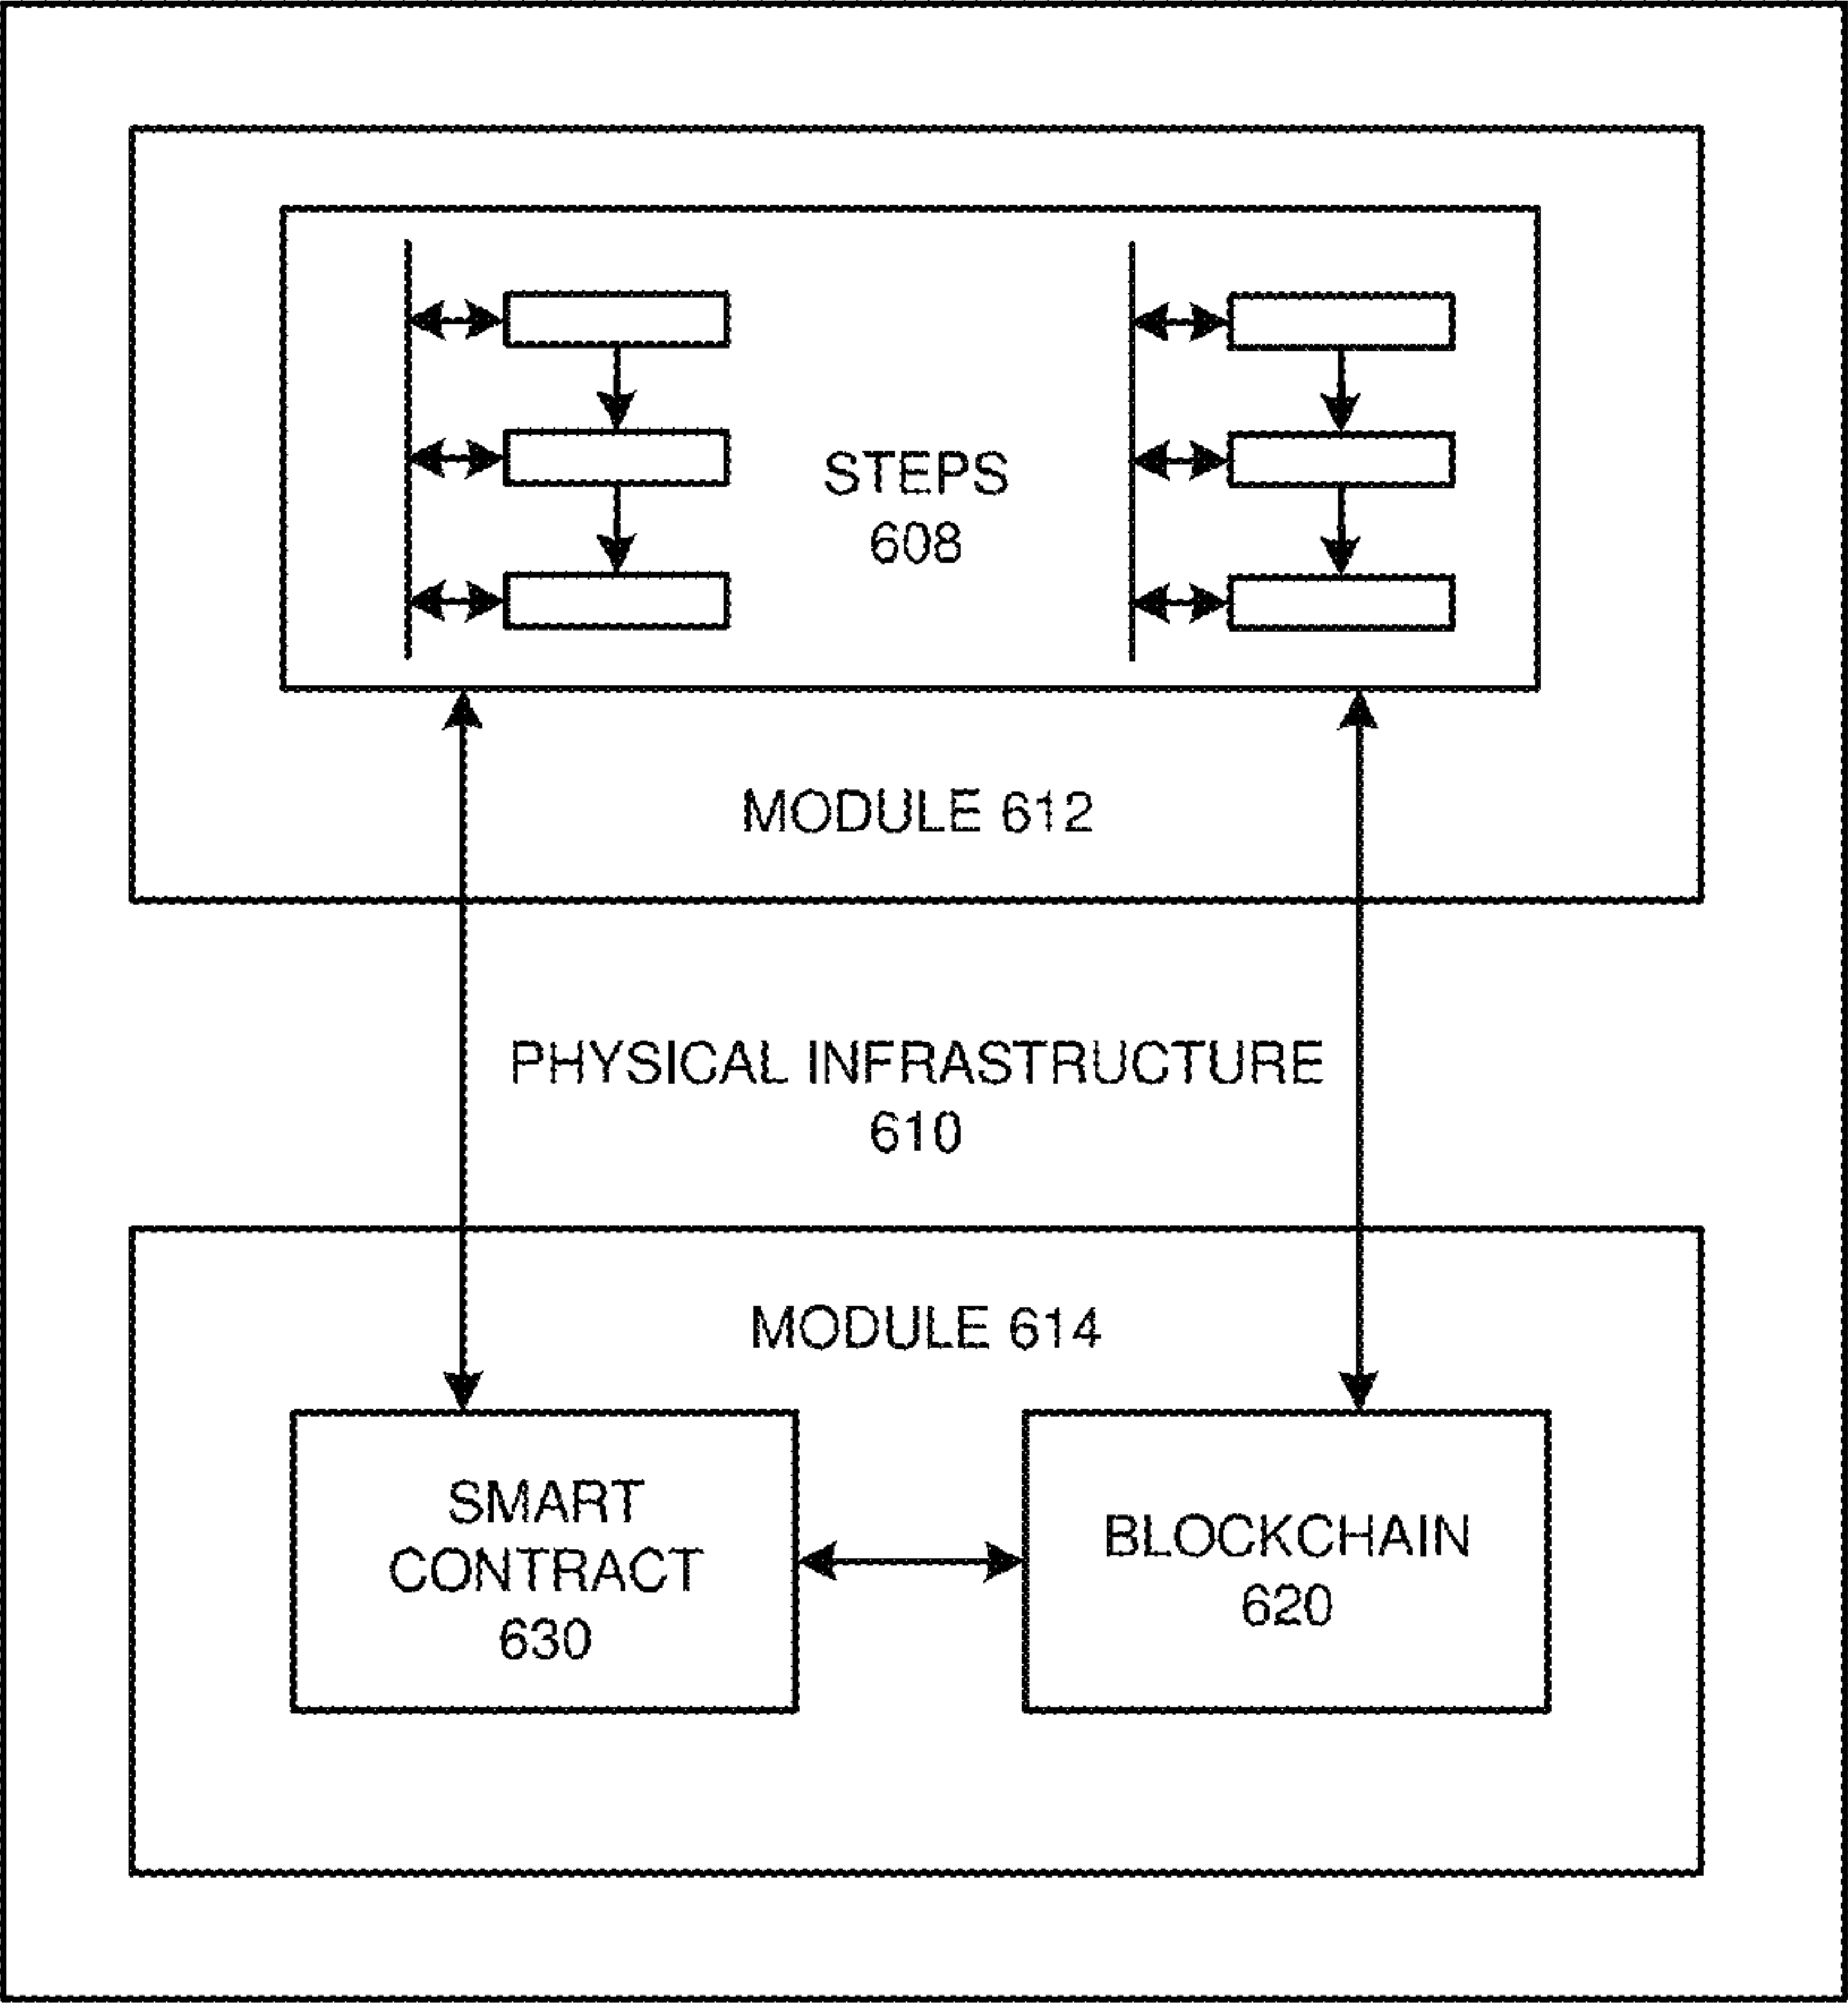 STEPS
608
MODULE 612
PHYSICAL INFRASTRUCTURE
610
MODULE 614
SMART
CONTRACT
630
BLOCKCHAIN
620